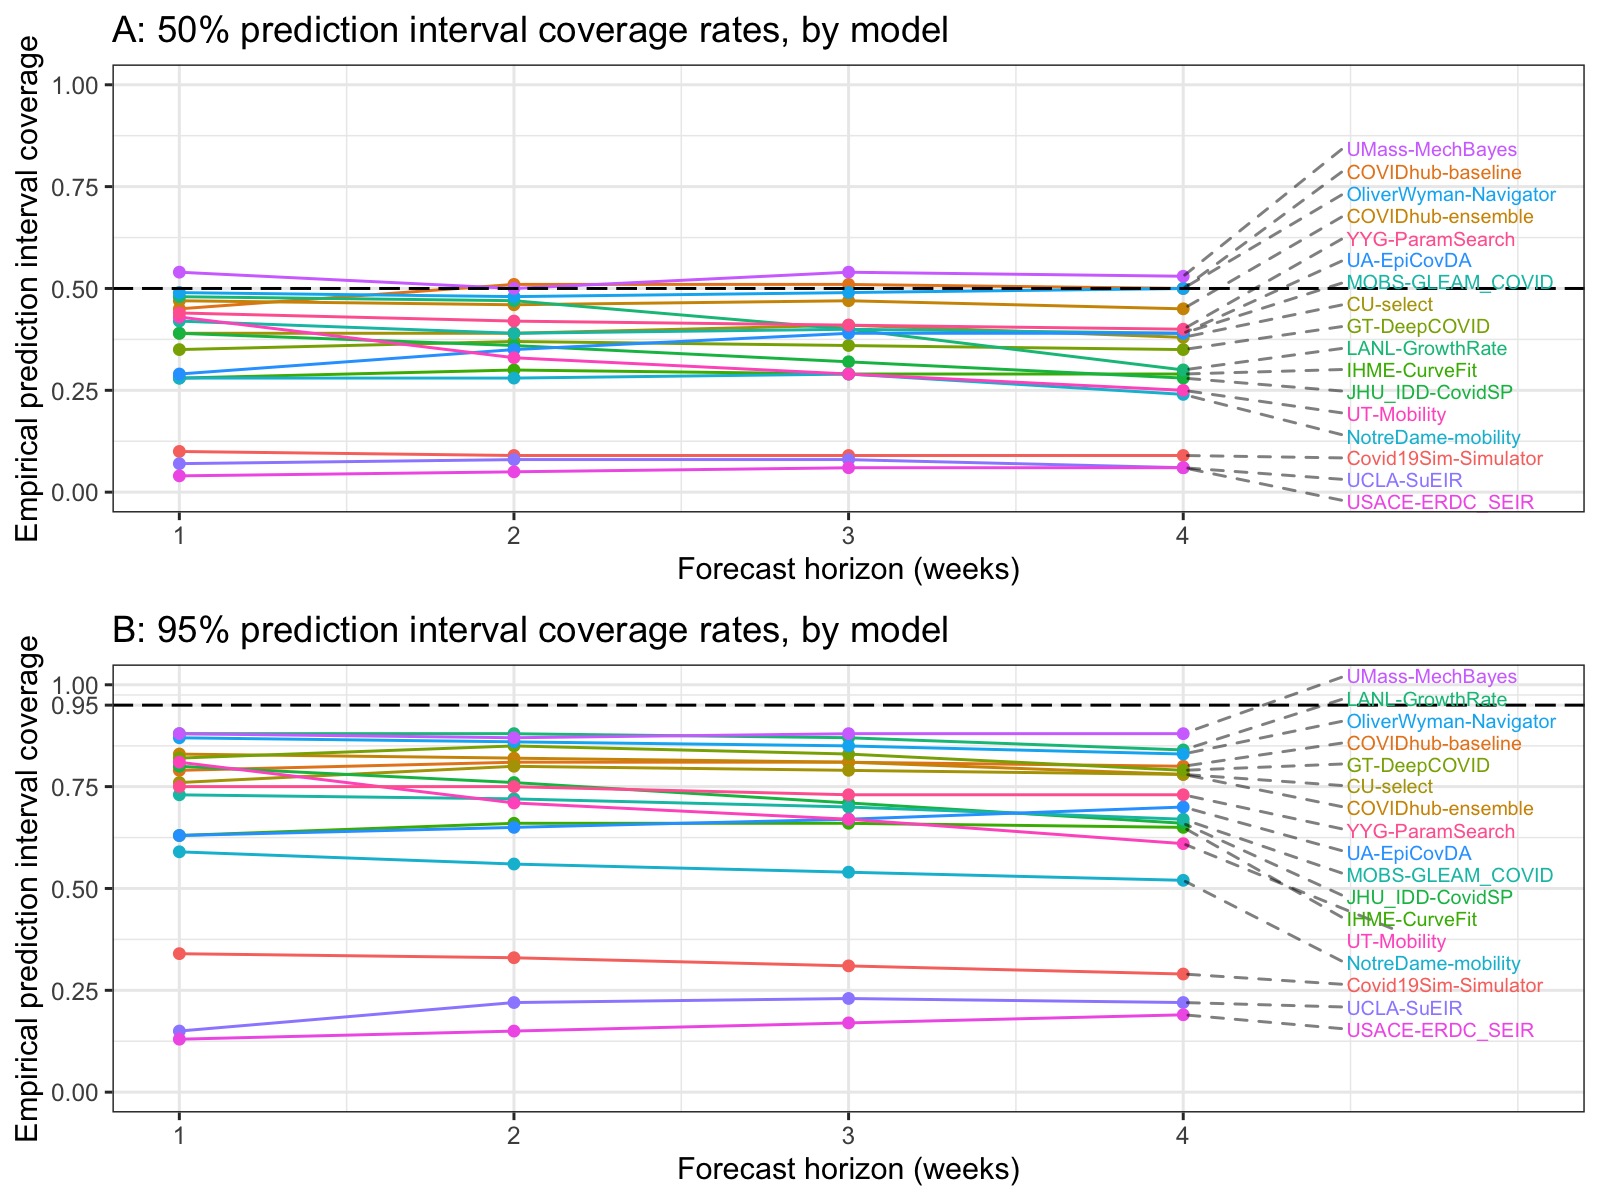 A: 50% prediction interval coverage rates, by model
Empirical prediction interval coverage
1.00
0.75
0.50
0.25
0.00
UMass-MechBayes
COVIDhub-baseline
OliverWyman-Navigator
COVIDhub-ensemble
YYG-ParamSearch
UA-EpiCovDA
MOBS-GLEAM_COVID
CU-select
GT-DeepCOVID
LANL-GrowthRate
IHME-CurveFit
JHU_IDD-CovidSP
UT-Mobility
NotreDame-mobility
Covid19Sim-Simulator
UCLA-SuEIR
USACE-ERDC_SEIR
1 2 3 4
Forecast horizon (weeks)
B: 95% prediction interval coverage rates, by model
Empirical prediction interval coverage
1.00
0.95
0.75
0.50
0.25
0.00
UMass-MechBayes
LANL-GrowthRate
OliverWyman-Navigator
COVIDhub-baseline
GT-DeepCOVID
CU-select
COVIDhub-ensemble
YYG-ParamSearch
UA-EpiCovDA
MOBS-GLEAM_COVID
JHU_IDD-CovidSP
IHME-CurveFit
UT-Mobility
NotreDame-mobility
Covid19Sim-Simulator
UCLA-SuEIR
USACE-ERDC_SEIR
1 2 3 4
Forecast horizon (weeks)